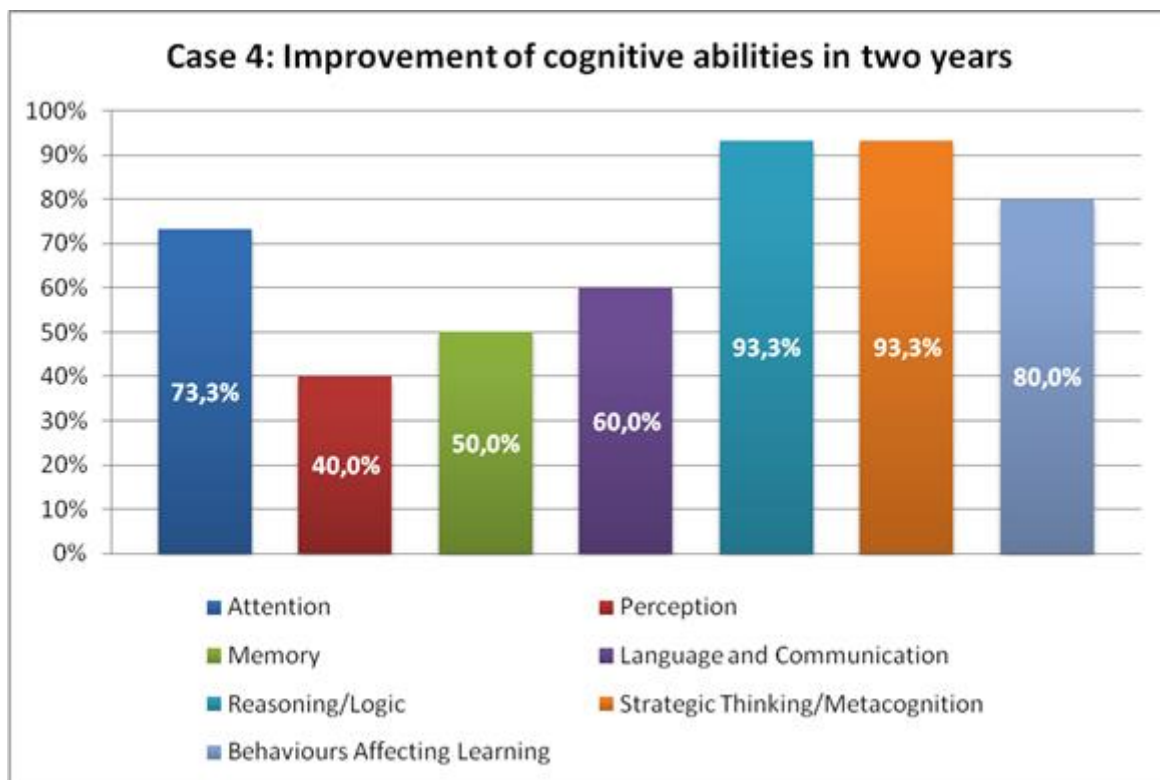 Case 4: Improvement of cognitive abilities in two years
100%
90%
80%
70%
60%
50%
40%
30%
20%
10%
0%
73,3%
40,0%
50,0%
60,0%
93,3%
93,3%
80,0%
Attention
Perception
Memory
Language and Communication
Reasoning/Logic
Strategic Thinking/Metacognition
Behaviours Affecting Learning